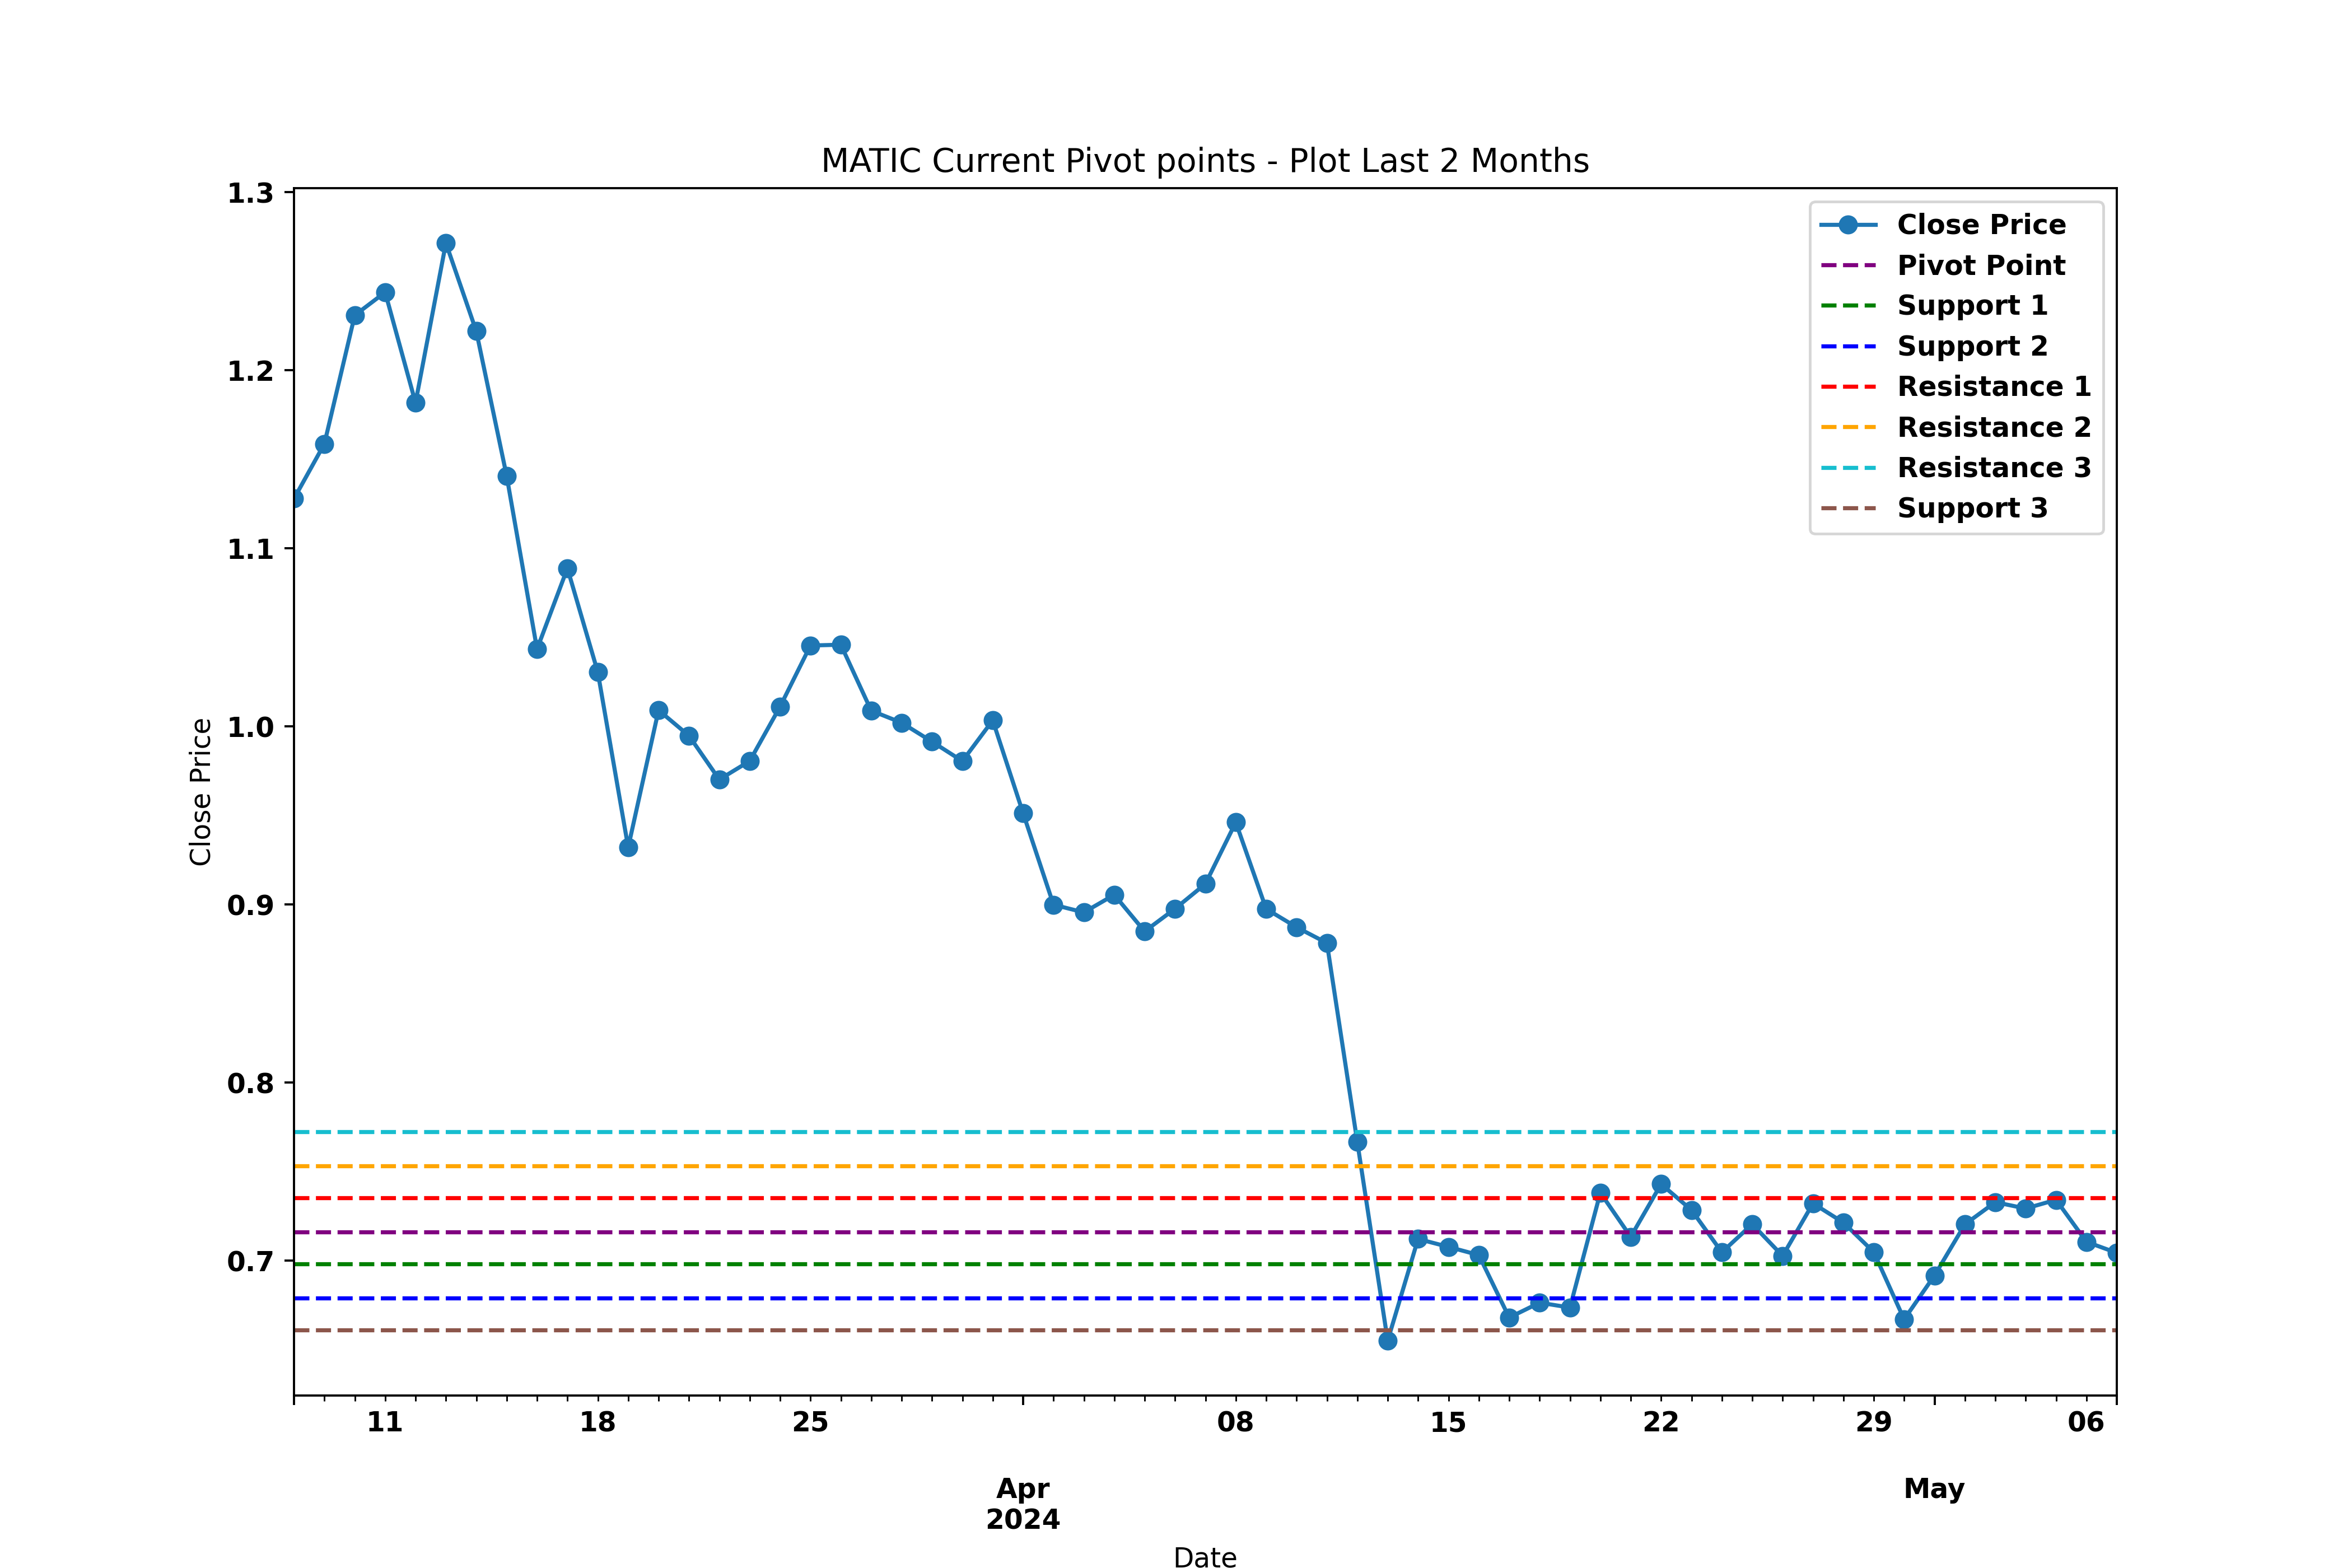 MATIC Current Pivot points - Plot Last 2 Months
1.3
1.2
1.1
1.0
0.9
0.8
0.7
Close Price
Close Price
Pivot Point
Support 1
Support 2
Resistance 1
Resistance 2
Resistance 3
Support 3
11 18 25 08 15 22 29 06
Apr May
2024
Date